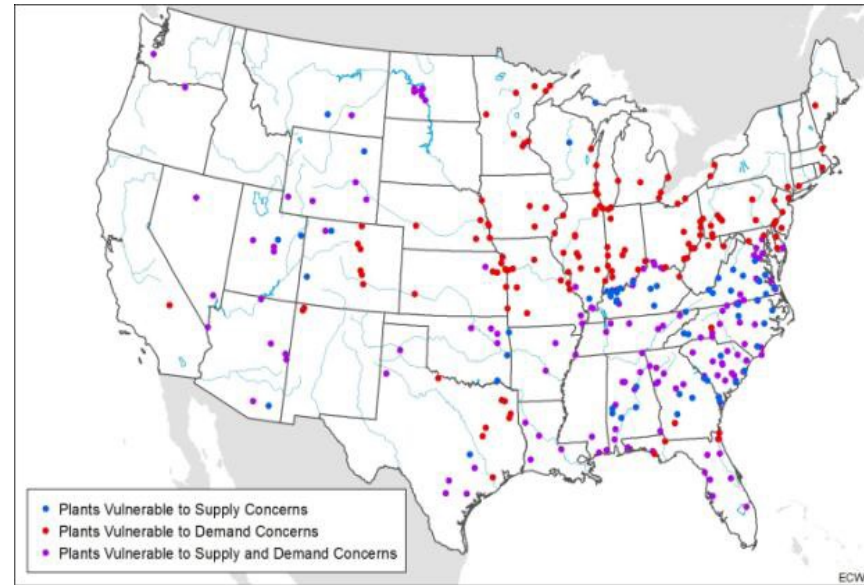 Plants Vulnerable to Supply Concerns
Plants Vulnerable to Demand Concerns
Plants Vulnerable to Supply and Demand Concerns
ECW